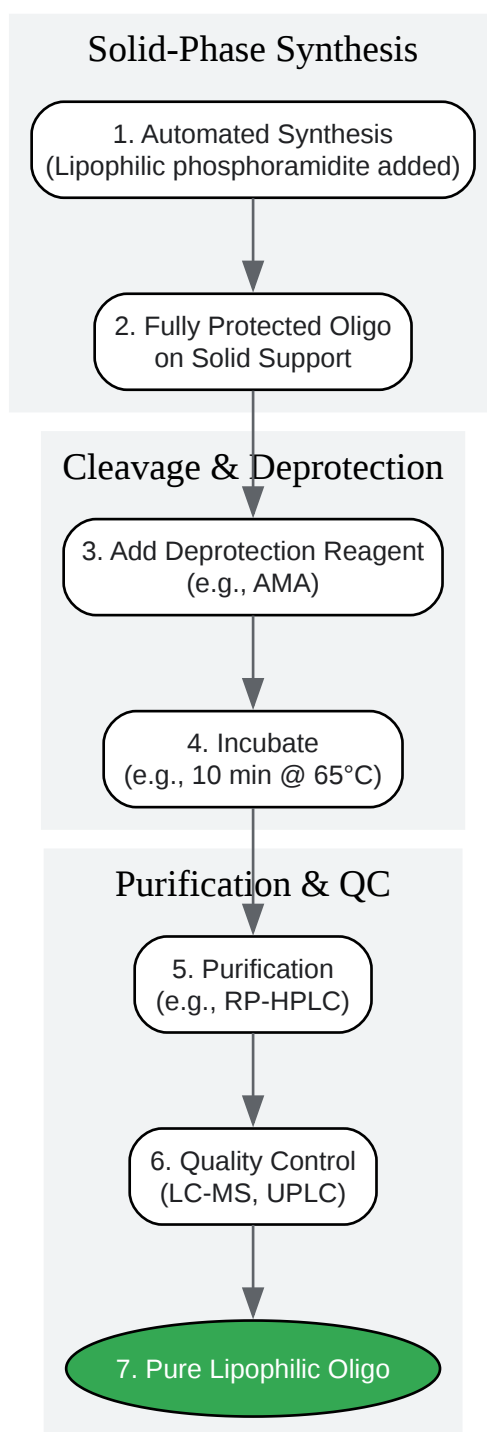 Solid-Phase Synthesis
1. Automated Synthesis
(Lipophilic phosphoramidite added)
2. Fully Protected Oligo
on Solid Support
Cleavage & Deprotection
3. Add Deprotection Reagent
(e.g., AMA)
4. Incubate
(e.g., 10 min @ 65°C)
Purification & QC
5. Purification
(e.g., RP-HPLC)
6. Quality Control
(LC-MS, UPLC)
7. Pure Lipophilic Oligo